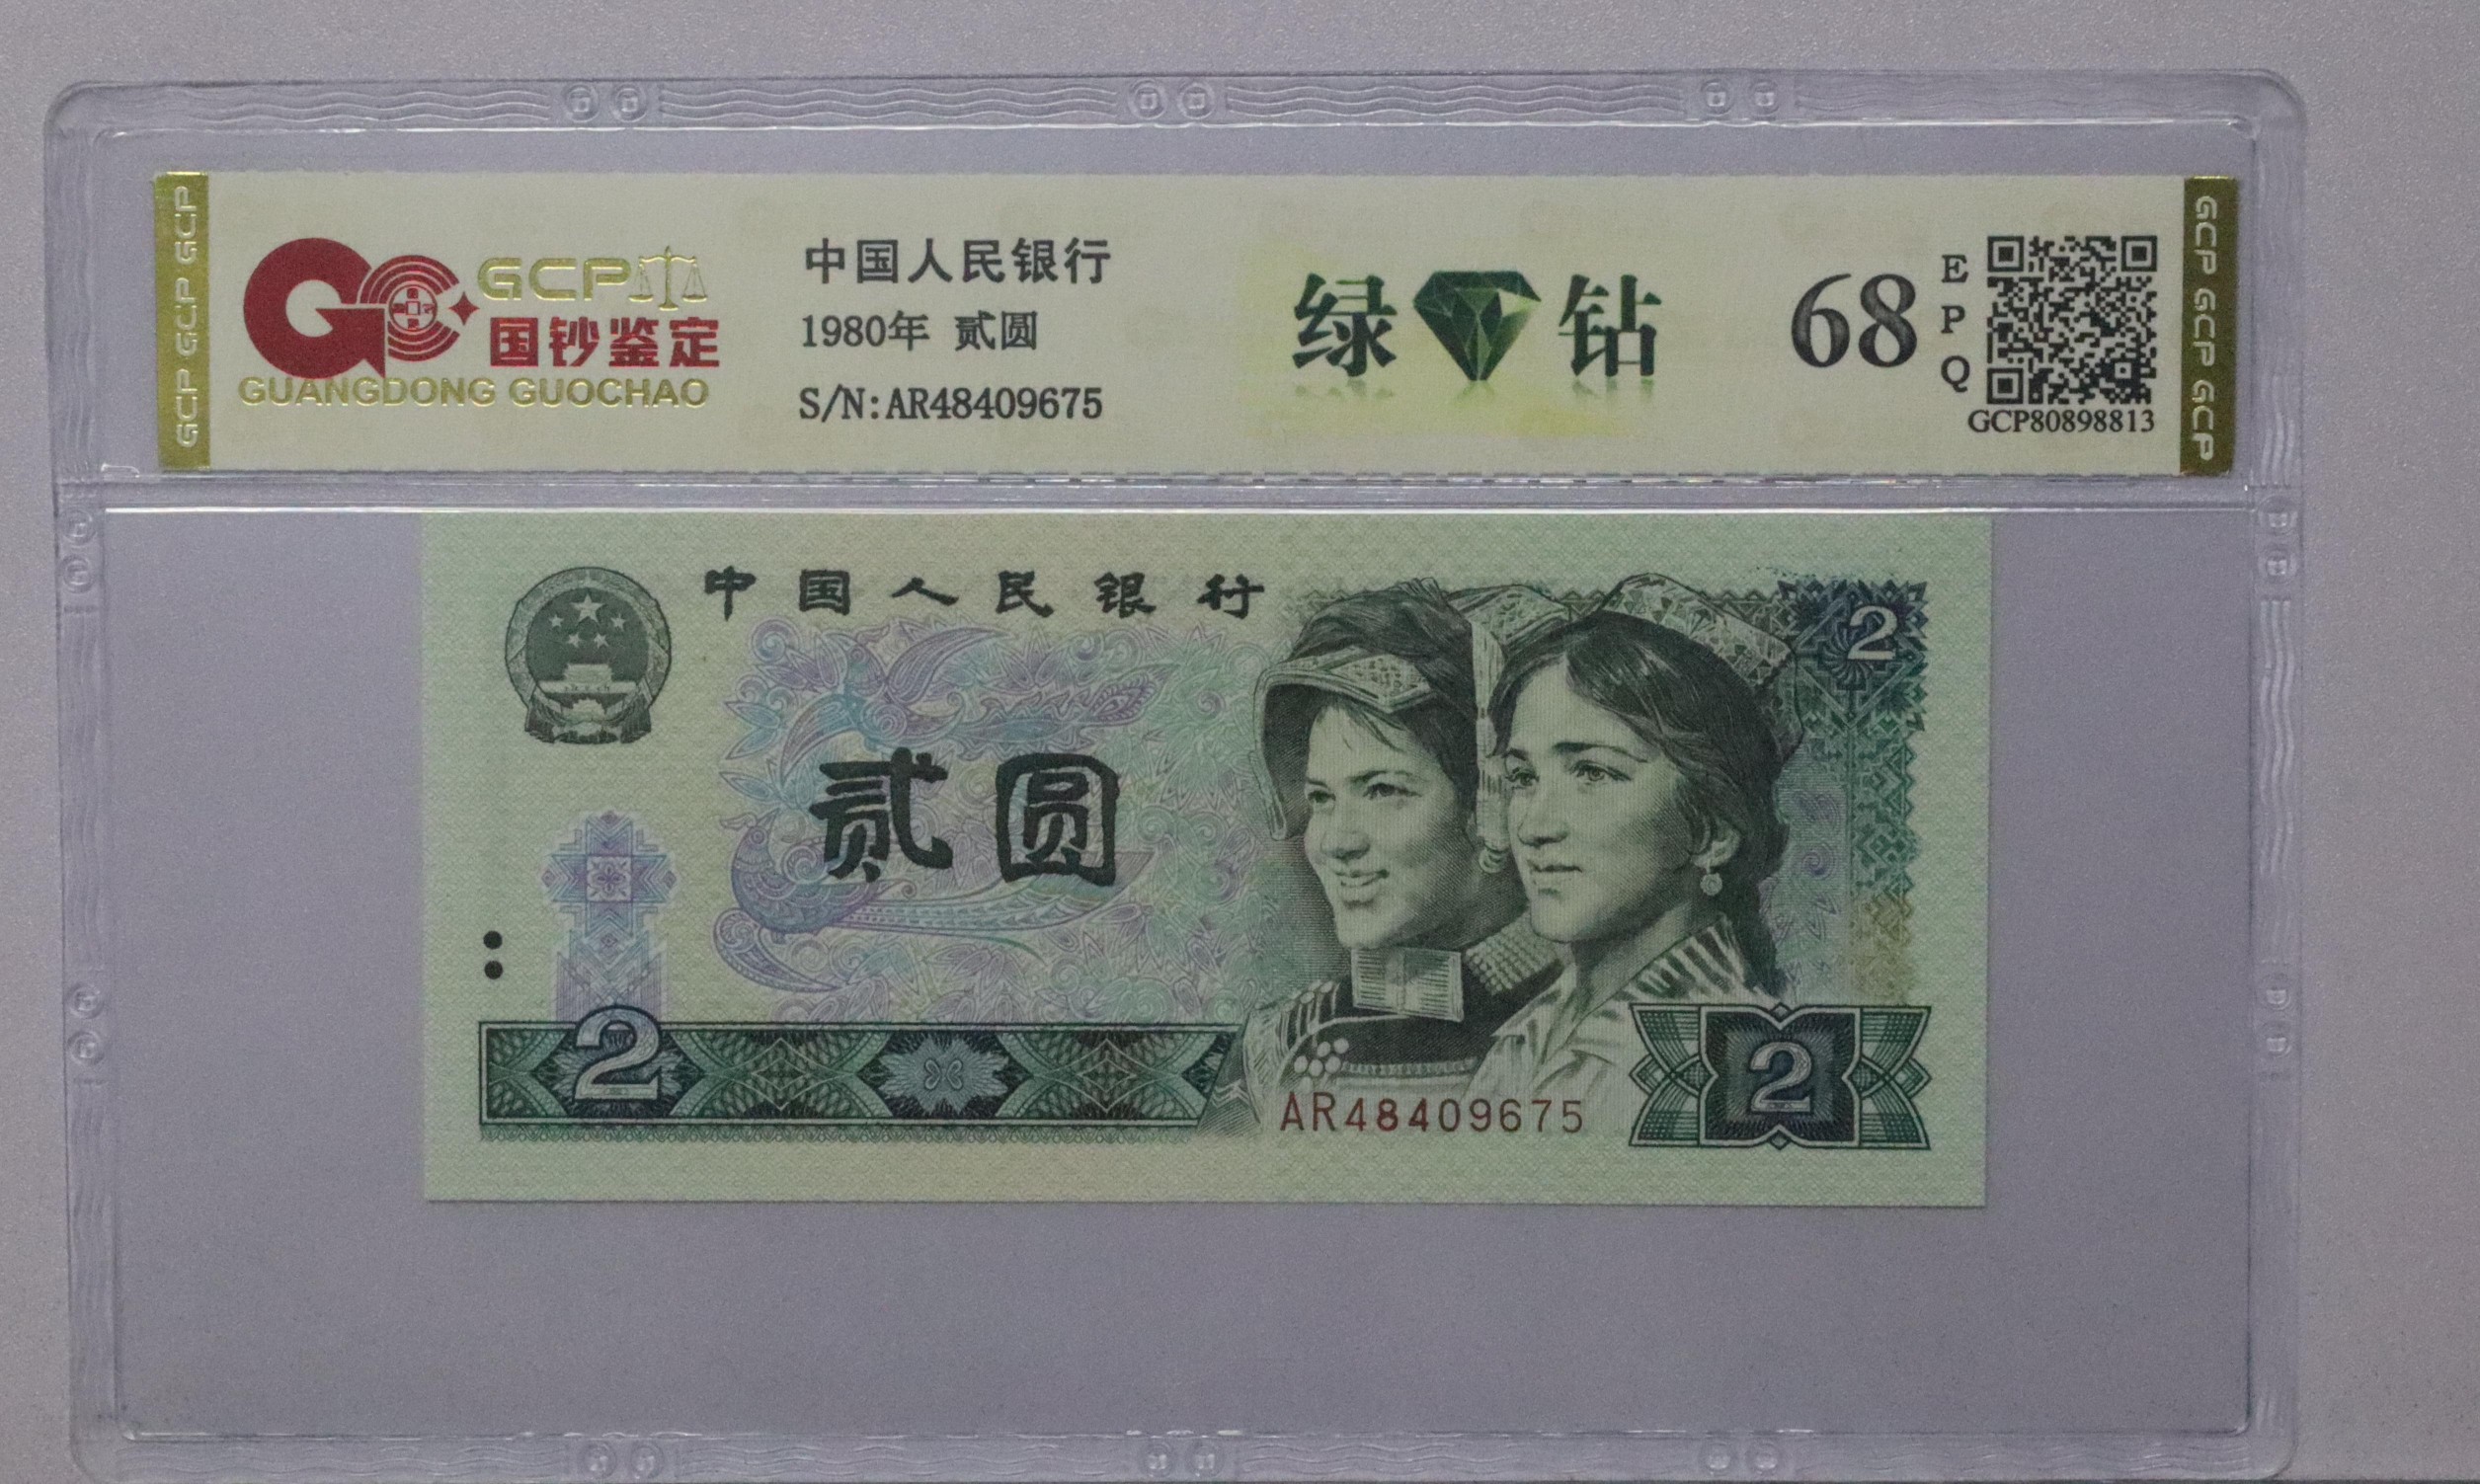 GCP GCP GCP
GCP
国钞鉴定
GUANGDONG GUOCHAO
中国人民银行
1980年 贰圆
S/N:AR48409675
绿 钻
68
E
P
Q
GCP80898813
GCP GCP GCP
中国人民银行
2
贰圆
2
AR48409675
2